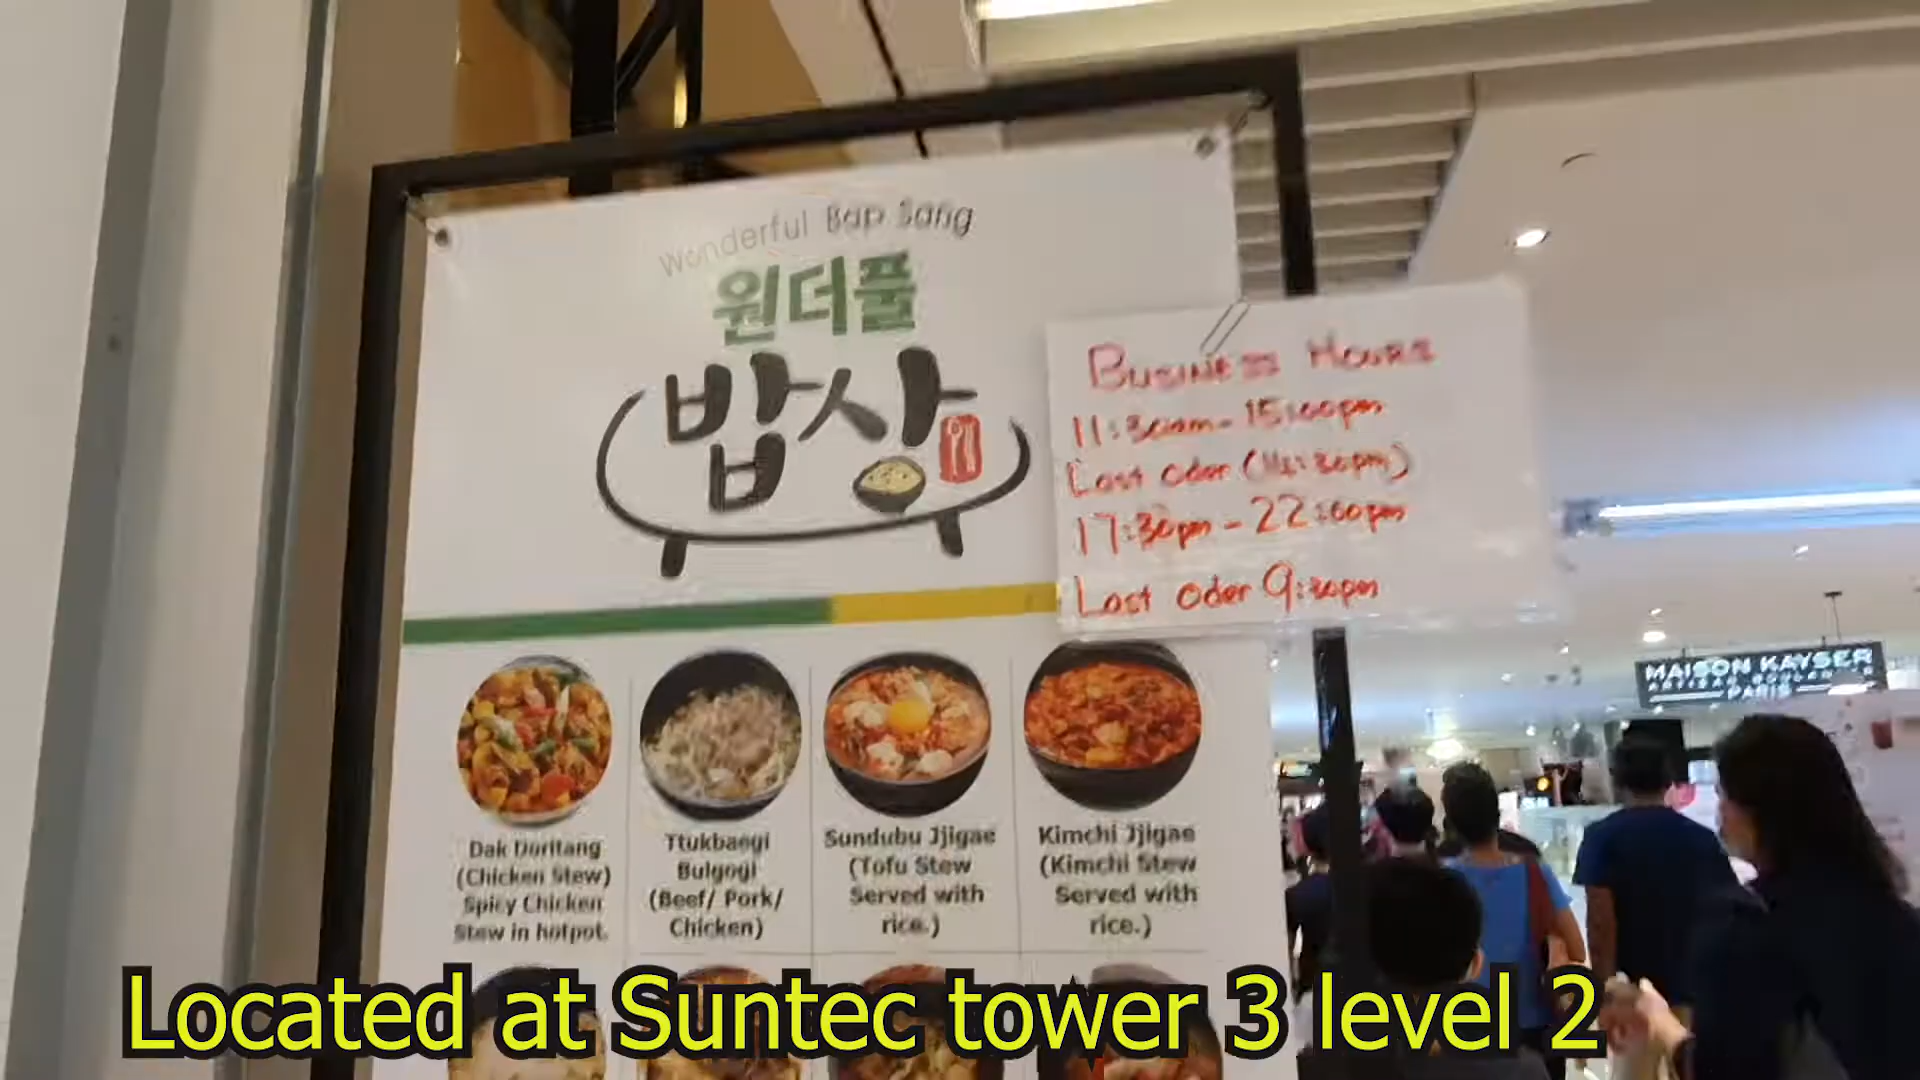 Wonderful Bap Sang
원더풀
밥상
BUSINESS HOURS
11:30am - 15:00pm
Last oder (14:30pm)
17:30pm - 22:00pm
Last oder 9:30pm
MAISON KAYSER
ARTISAN BOULANGER
PARIS
Dak Doritang
(Chicken Stew)
Spicy Chicken
Stew in hotpot.
Ttukbaegi
Bulgogi
(Beef/ Pork/
Chicken)
Sundubu Jjigae
(Tofu Stew
Served with
rice.)
Kimchi Jjigae
(Kimchi Stew
Served with
rice.)
Located at Suntec tower 3 level 2